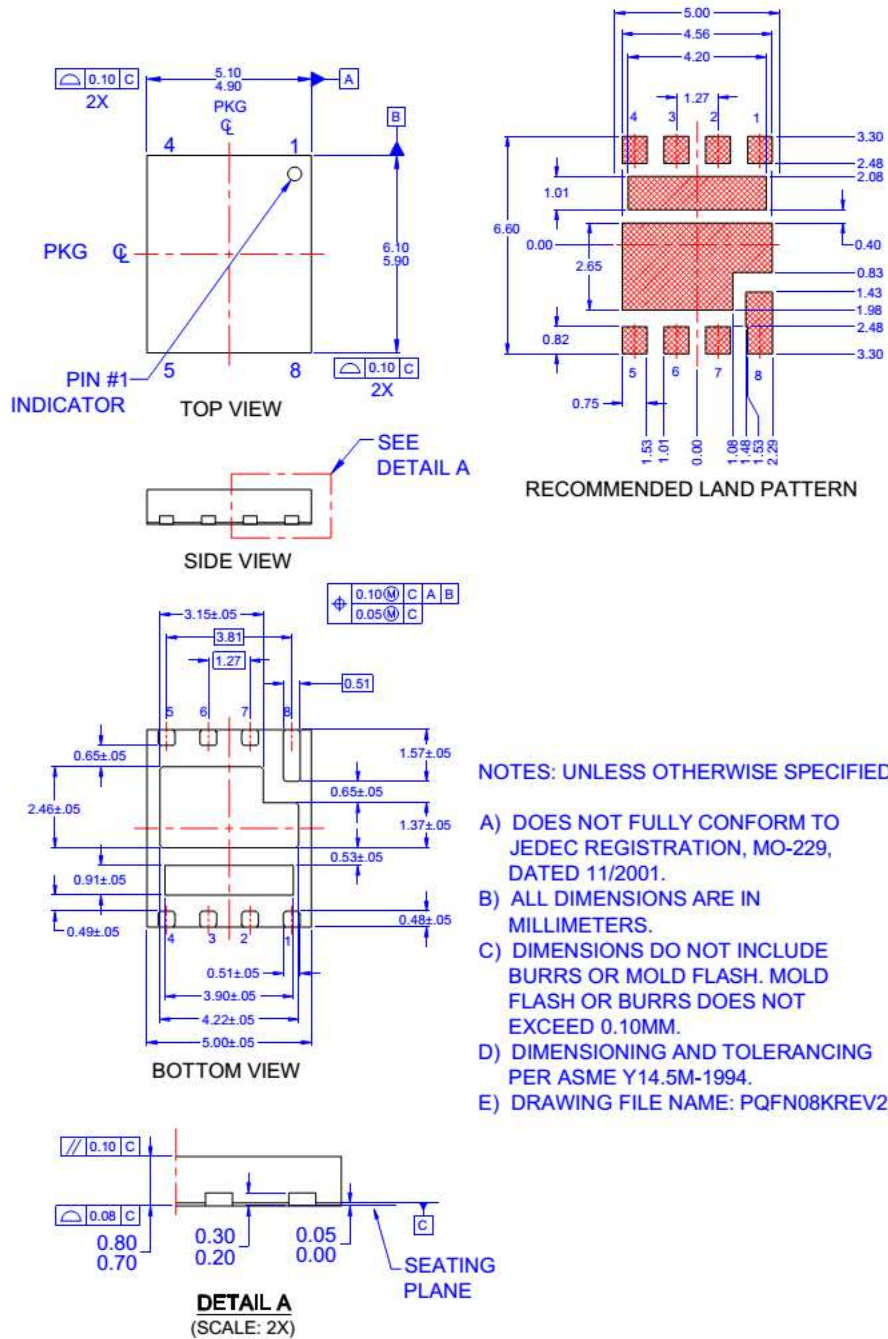 5.10
4.90
0.10 C
2X
A
PKG
℄
B
4 1
PKG ℄
6.10
5.90
5 8
0.10 C
2X
PIN #1
INDICATOR
TOP VIEW
SEE
DETAIL A
SIDE VIEW
5.00
4.56
4.20
1.27
4 3 2 1
3.30
2.48
2.08
1.01
6.60
0.00
0.40
2.65
0.83
1.43
1.98
2.48
0.82
3.30
5 6 7 8
0.75
1.53
1.01
0.00
1.08
1.48
1.53
2.29
RECOMMENDED LAND PATTERN
0.10Ⓜ C A B
0.05Ⓜ C
3.15±.05
3.81
1.27
0.51
5 6 7 8
0.65±.05
1.57±.05
0.65±.05
2.46±.05
1.37±.05
0.53±.05
0.91±.05
0.49±.05
0.48±.05
4 3 2 1
0.51±.05
3.90±.05
4.22±.05
5.00±.05
BOTTOM VIEW
NOTES: UNLESS OTHERWISE SPECIFIED
A) DOES NOT FULLY CONFORM TO
JEDEC REGISTRATION, MO-229,
DATED 11/2001.
B) ALL DIMENSIONS ARE IN
MILLIMETERS.
C) DIMENSIONS DO NOT INCLUDE
BURRS OR MOLD FLASH. MOLD
FLASH OR BURRS DOES NOT
EXCEED 0.10MM.
D) DIMENSIONING AND TOLERANCING
PER ASME Y14.5M-1994.
E) DRAWING FILE NAME: PQFN08KREV2
// 0.10 C
0.08 C
0.80
0.70
0.30
0.20
0.05
0.00
C
SEATING
PLANE
DETAIL A
(SCALE: 2X)